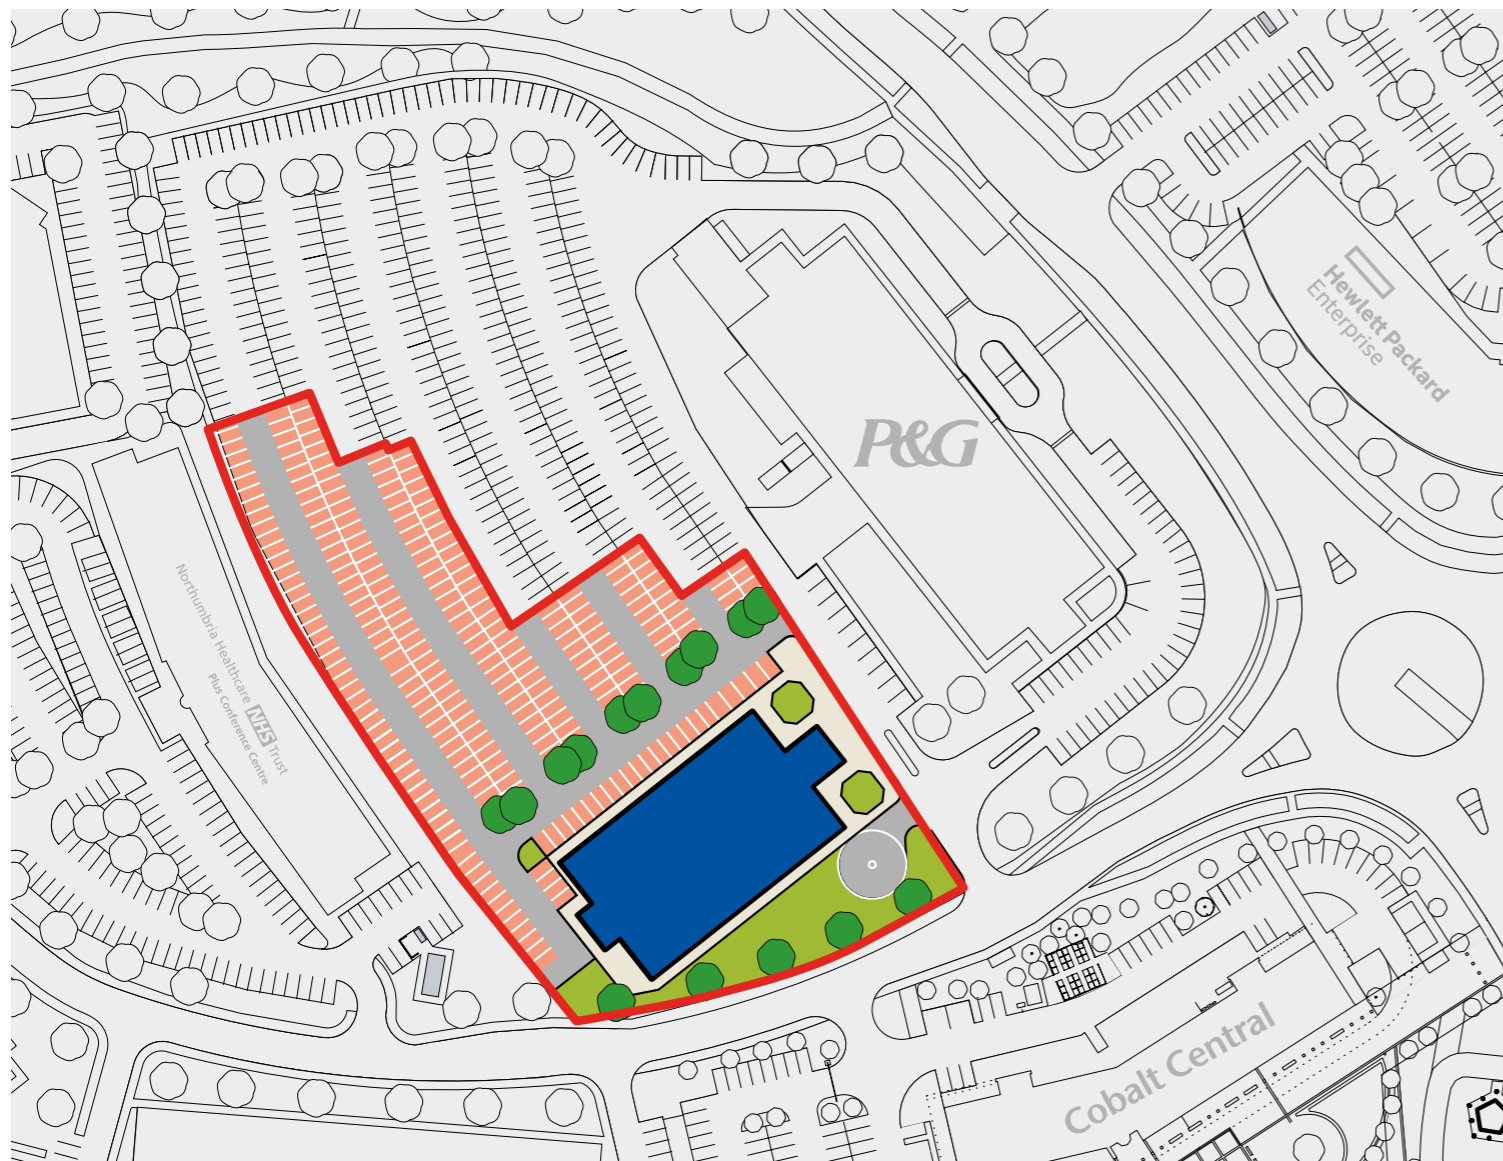 Hewlett Packard
Enterprise
P&G
Northumbria Healthcare NHS Trust
Plus Conference Centre
Cobalt Central